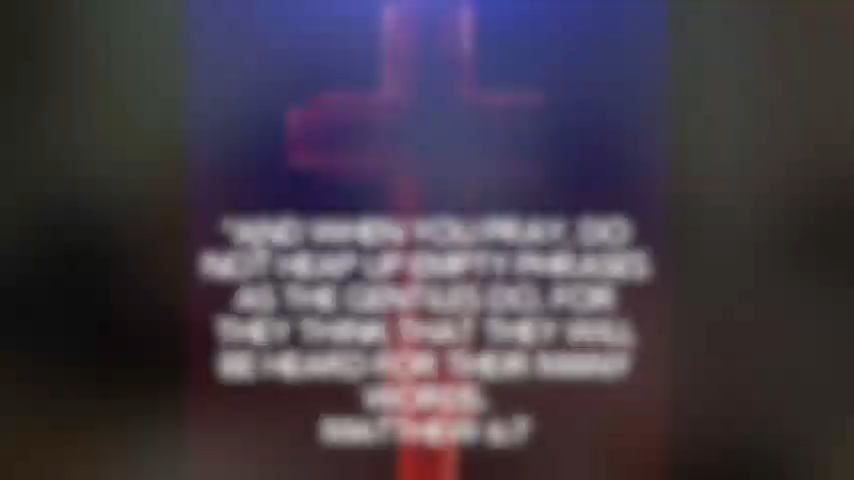 "AND WHEN YOU PRAY, DO
NOT HEAP UP EMPTY PHRASES
AS THE GENTILES DO, FOR
THEY THINK THAT THEY WILL
BE HEARD FOR THEIR MANY
WORDS.
MATTHEW 6:7